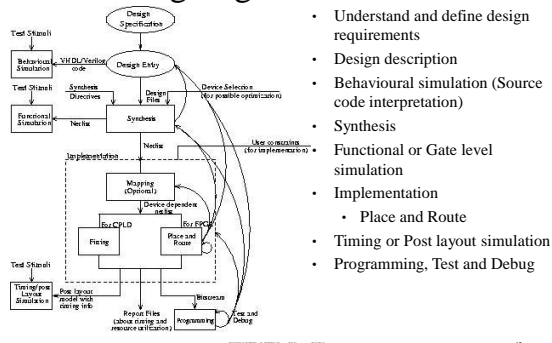 Design
Specification
Test Stimuli
Behavioural
Simulation
VHDL/Verilog
code
Design Entry
Test Stimuli
Functional
Simulation
Synthesis
Directives
Design
Files
Device Selection
(for possible optimization)
Netlist
Synthesis
Netlist
User constraints
(for implementation)
Implementation
Mapping
(Optional)
Device dependent
netlist
For CPLD
For FPGA
Fitting
Place and
Route
Test Stimuli
Timing/post
Layout
Simulation
Post layout
model with
timing info
Report Files
(about timing and
resource utilization)
Bitstream
Programming
Test and
Debug
• Understand and define design
requirements
• Design description
• Behavioural simulation (Source
code interpretation)
• Synthesis
• Functional or Gate level
simulation
• Implementation
• Place and Route
• Timing or Post layout simulation
• Programming, Test and Debug